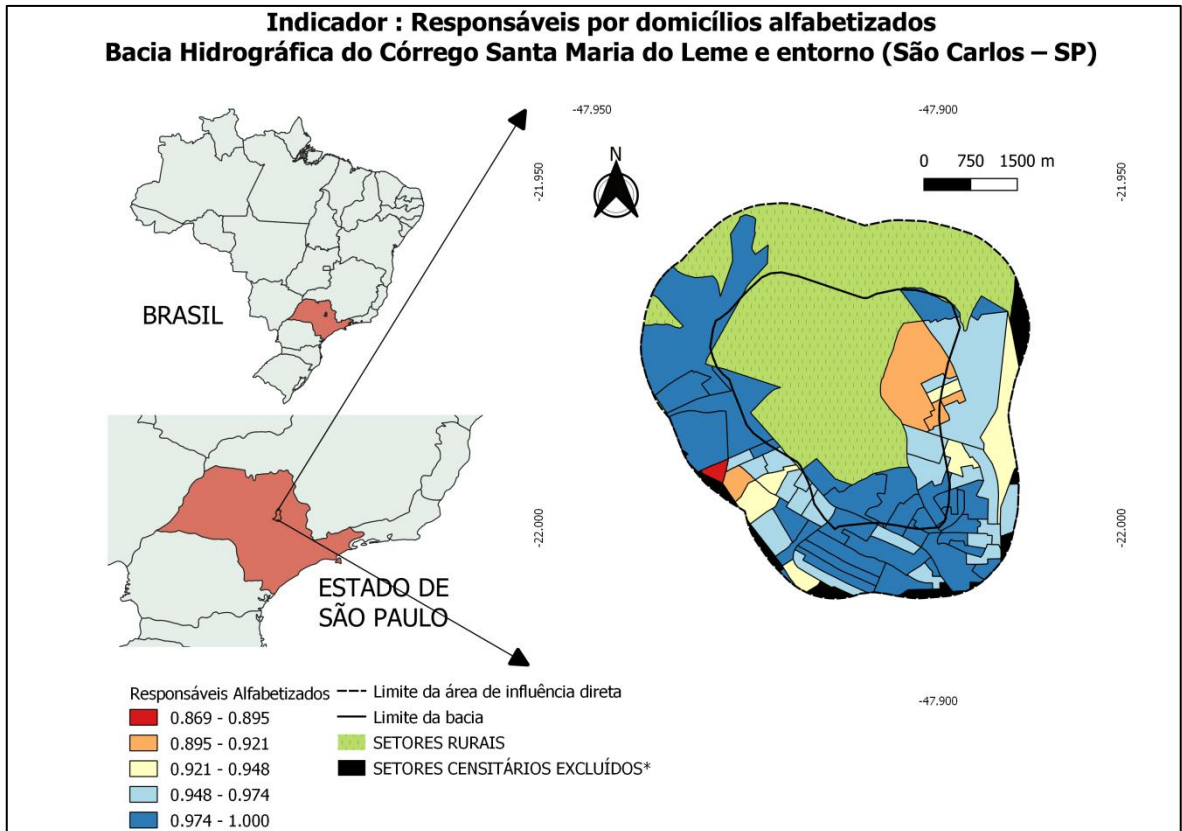 Indicador : Responsáveis por domicílios alfabetizados
Bacia Hidrográfica do Córrego Santa Maria do Leme e entorno (São Carlos – SP)
-47.950
-47.900
N
0 750 1500 m
-21.950
-21.950
BRASIL
-22.000
-22.000
ESTADO DE
SÃO PAULO
-47.900
Responsáveis Alfabetizados
0.869 - 0.895
0.895 - 0.921
0.921 - 0.948
0.948 - 0.974
0.974 - 1.000
Limite da área de influência direta
Limite da bacia
SETORES RURAIS
SETORES CENSITÁRIOS EXCLUÍDOS*